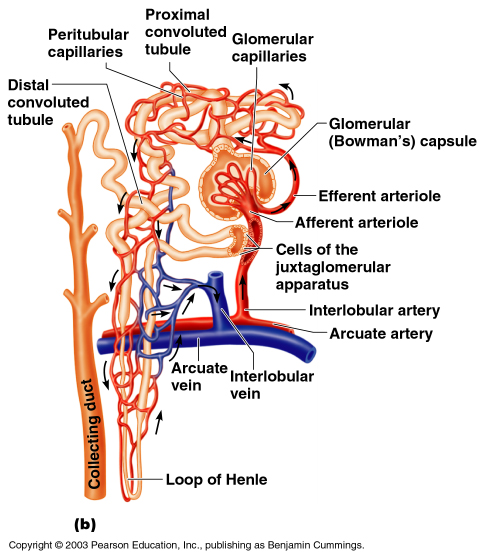 Proximal
convoluted
tubule
Peritubular
capillaries
Glomerular
capillaries
Distal
convoluted
tubule
Glomerular
(Bowman's) capsule
Efferent arteriole
Afferent arteriole
Cells of the
juxtaglomerular
apparatus
Interlobular artery
Arcuate artery
Arcuate
vein
Interlobular
vein
Collecting duct
Loop of Henle
(b)
Copyright © 2003 Pearson Education, Inc., publishing as Benjamin Cummings.